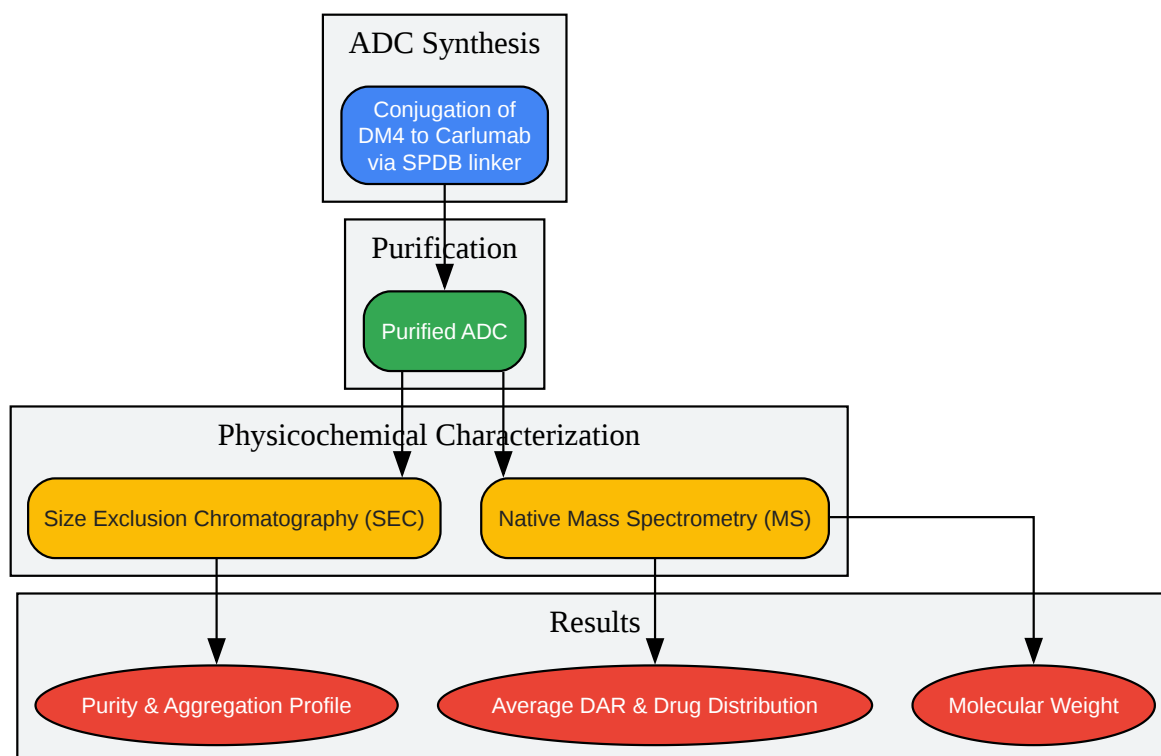 ADC Synthesis
Conjugation of
DM4 to Carlumab
via SPDB linker
Purification
Purified ADC
Physicochemical Characterization
Size Exclusion Chromatography (SEC)
Native Mass Spectrometry (MS)
Results
Purity & Aggregation Profile
Average DAR & Drug Distribution
Molecular Weight